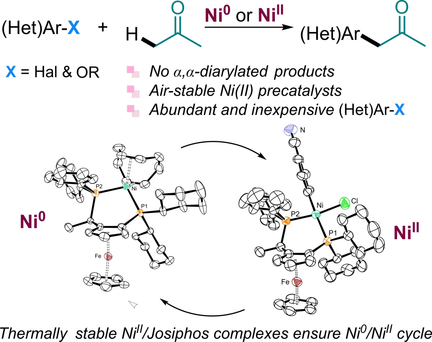 (Het)Ar-X + H O Ni⁰ or Niᴵᴵ (Het)Ar O
X = Hal & OR
No α,α-diarylated products
Air-stable Ni(II) precatalysts
Abundant and inexpensive (Het)Ar-X
N
P2 Ni P1
Ni Cl
P2 P1
Ni⁰ Niᴵᴵ
Fe Fe
Thermally stable Niᴵᴵ/Josiphos complexes ensure Ni⁰/Niᴵᴵ cycle